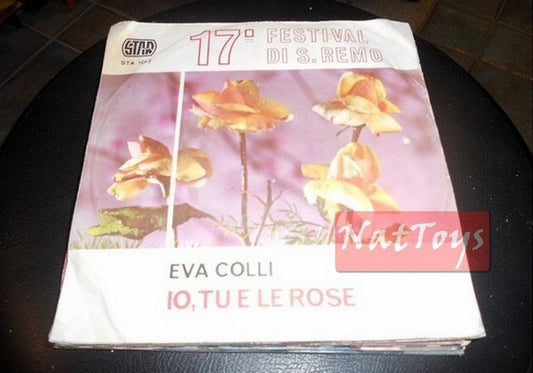 STAR
STA 1017
17° FESTIVAL
DI S. REMO
NatToys
EVA COLLI
IO, TU E LE ROSE